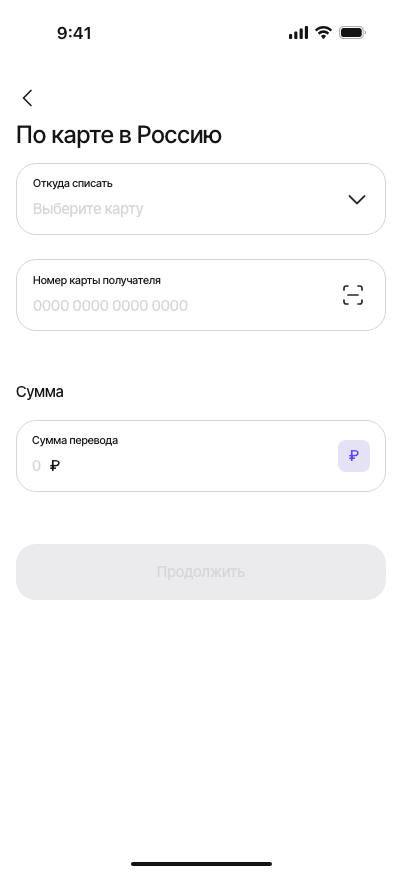 9:41
По карте в Россию
Откуда списать
Выберите карту
Номер карты получателя
0000 0000 0000 0000
Сумма
Сумма перевода
0 ₽
₽
Продолжить